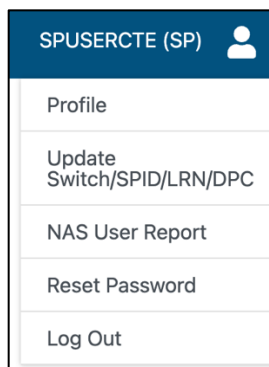 SPUSERCTE (SP)
Profile
Update
Switch/SPID/LRN/DPC
NAS User Report
Reset Password
Log Out